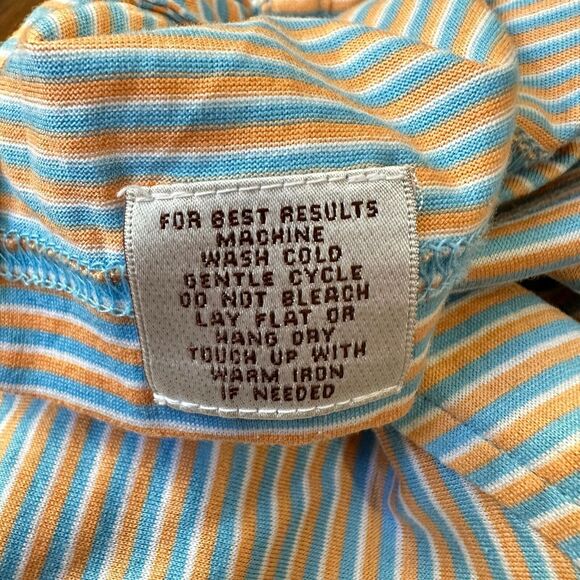 FOR BEST RESULTS
MACHINE
WASH COLD
GENTLE CYCLE
DO NOT BLEACH
LAY FLAT OR
HANG DRY
TOUCH UP WITH
WARM IRON
IF NEEDED